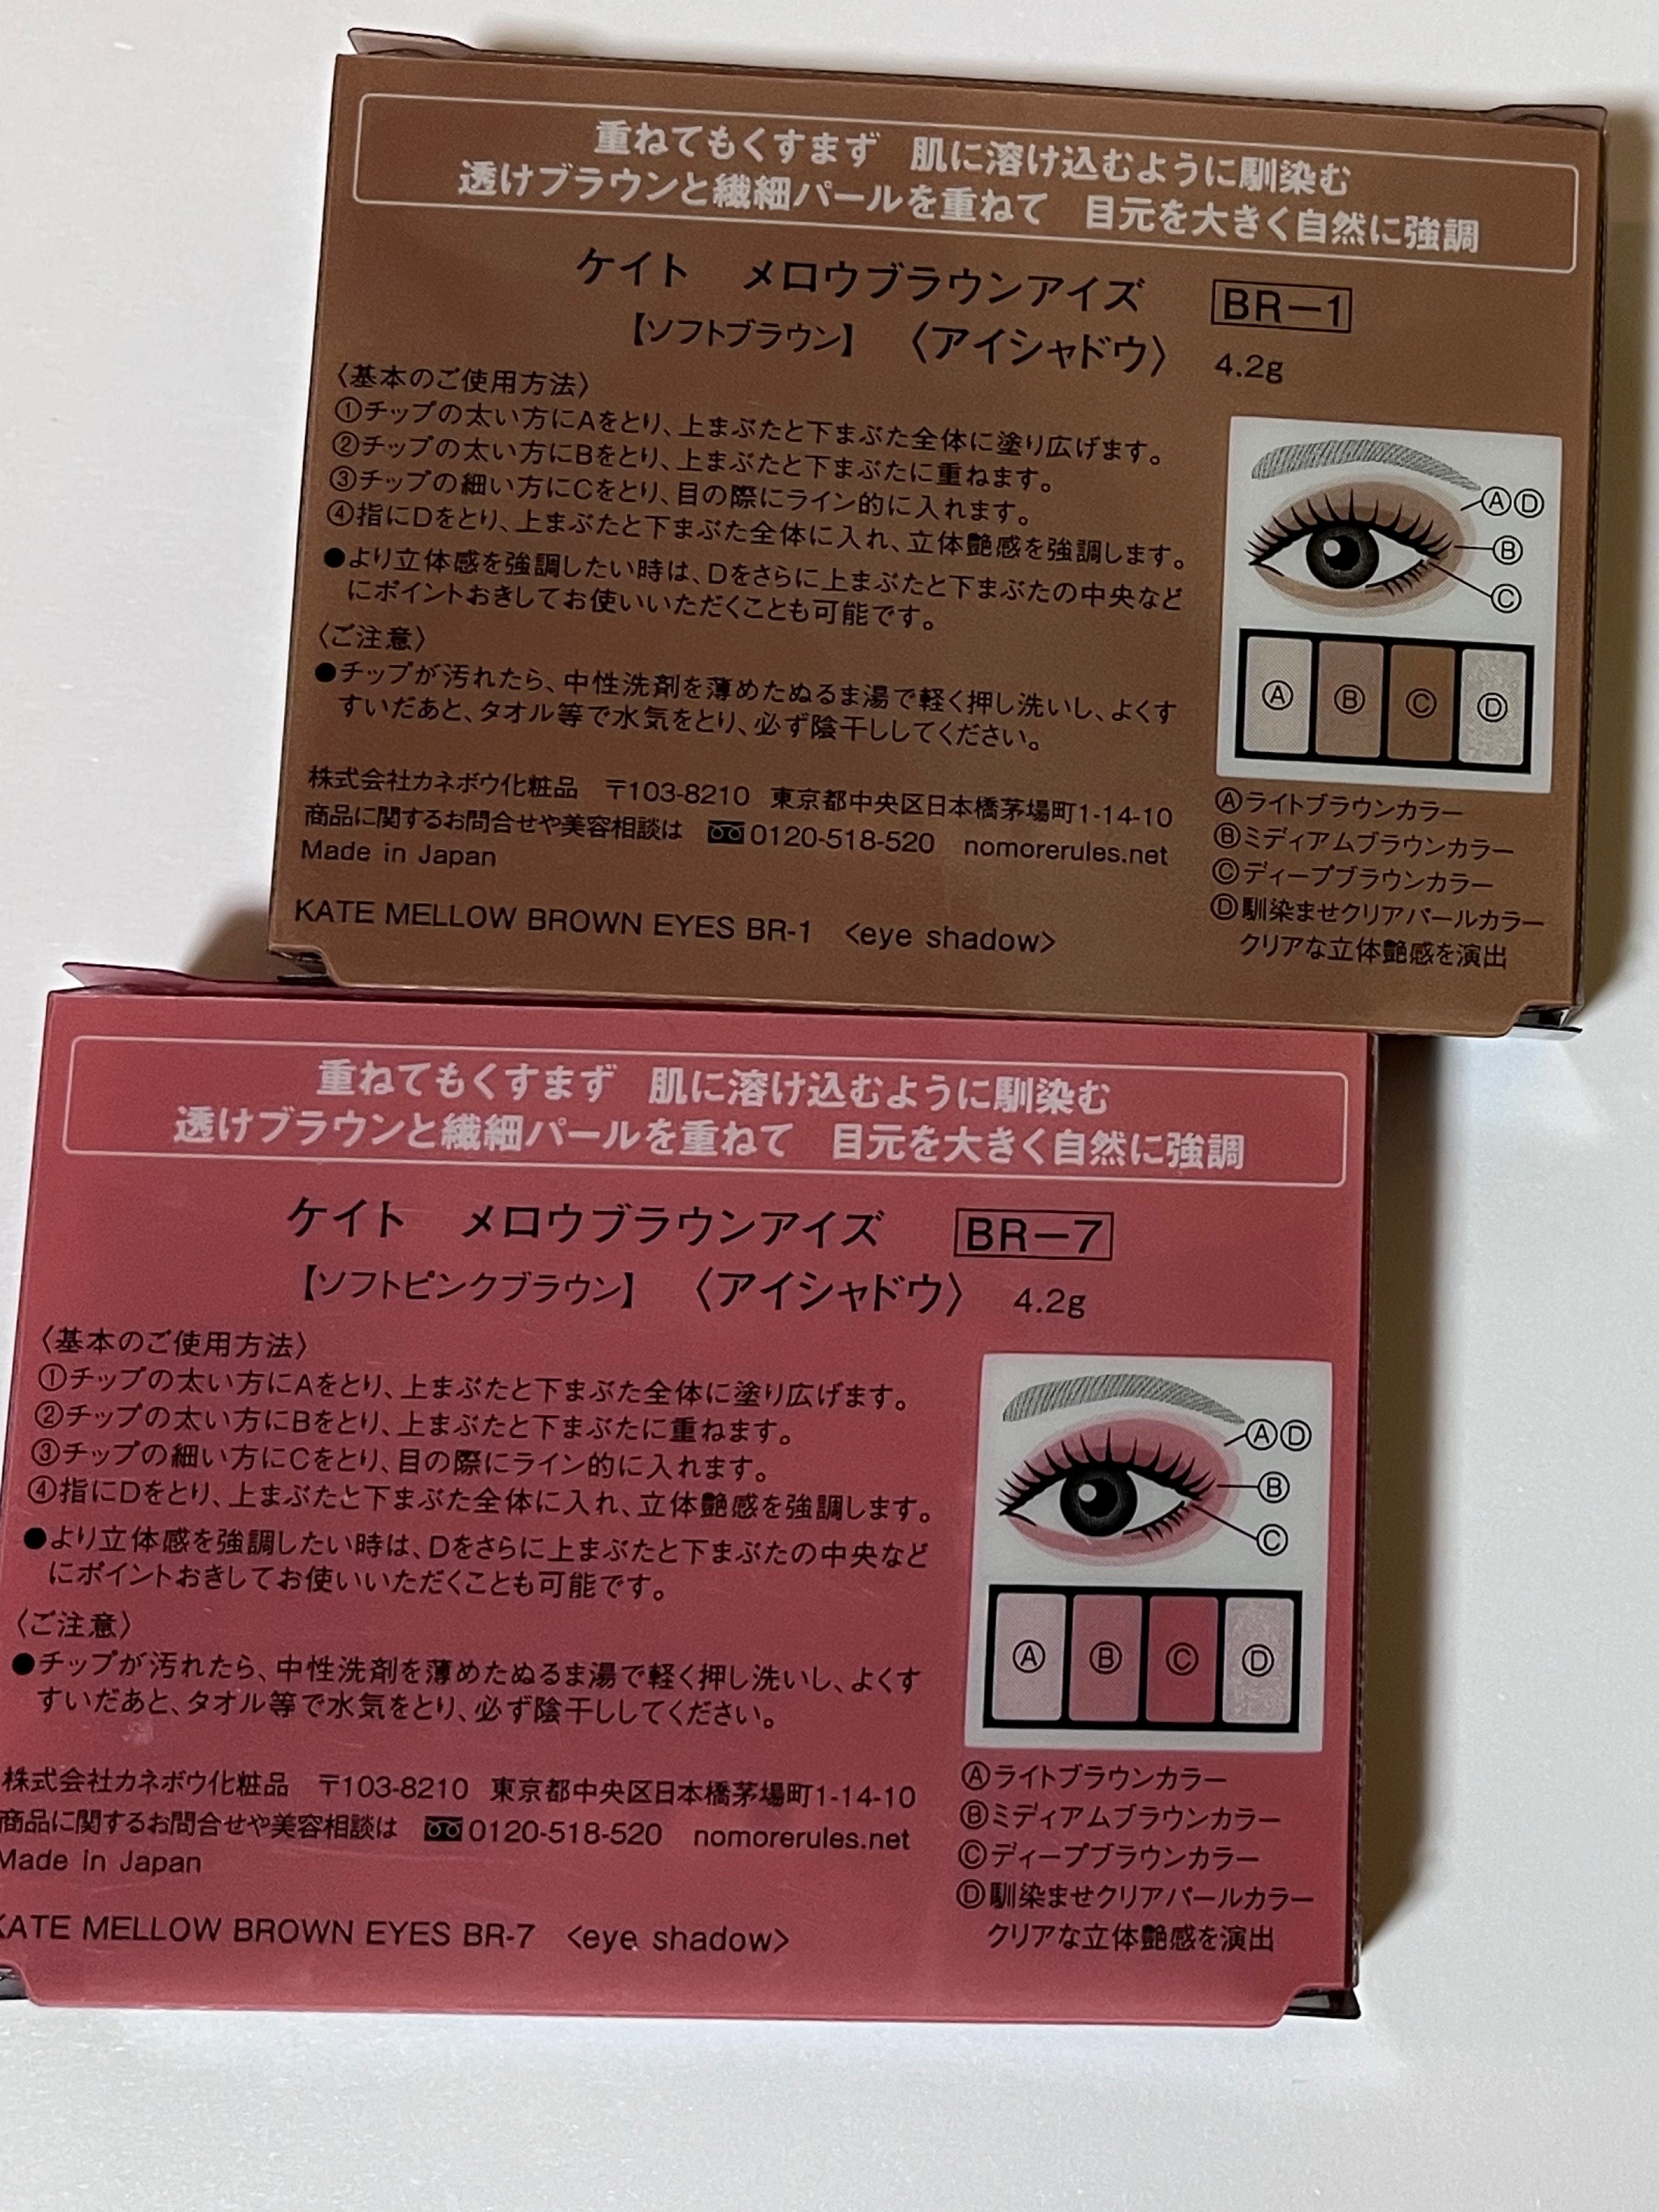 重ねてもくすまず 肌に溶け込むように馴染む
透けブラウンと繊細パールを重ねて 目元を大きく自然に強調
ケイト メロウブラウンアイズ BR-1
【ソフトブラウン】 〈アイシャドウ〉 4.2g
〈基本のご使用方法〉
①チップの太い方にAをとり、上まぶたと下まぶた全体に塗り広げます。
②チップの太い方にBをとり、上まぶたと下まぶたに重ねます。
③チップの細い方にCをとり、目の際にライン的に入れます。
④指にDをとり、上まぶたと下まぶた全体に入れ、立体艶感を強調します。
●より立体感を強調したい時は、Dをさらに上まぶたと下まぶたの中央など
にポイントおきしてお使いいただくことも可能です。
〈ご注意〉
●チップが汚れたら、中性洗剤を薄めたぬるま湯で軽く押し洗いし、よくす
すいだあと、タオル等で水気をとり、必ず陰干ししてください。
株式会社カネボウ化粧品 〒103-8210 東京都中央区日本橋茅場町1-14-10
商品に関するお問合せや美容相談は 0120-518-520 nomorerules.net
Made in Japan
KATE MELLOW BROWN EYES BR-1 <eye shadow>
Ⓐ Ⓓ
Ⓑ
Ⓒ
Ⓐ Ⓑ Ⓒ Ⓓ
Ⓐライトブラウンカラー
Ⓑミディアムブラウンカラー
Ⓒディープブラウンカラー
Ⓓ馴染ませクリアパールカラー
クリアな立体艶感を演出
重ねてもくすまず 肌に溶け込むように馴染む
透けブラウンと繊細パールを重ねて 目元を大きく自然に強調
ケイト メロウブラウンアイズ BR-7
【ソフトピンクブラウン】 〈アイシャドウ〉 4.2g
〈基本のご使用方法〉
①チップの太い方にAをとり、上まぶたと下まぶた全体に塗り広げます。
②チップの太い方にBをとり、上まぶたと下まぶたに重ねます。
③チップの細い方にCをとり、目の際にライン的に入れます。
④指にDをとり、上まぶたと下まぶた全体に入れ、立体艶感を強調します。
●より立体感を強調したい時は、Dをさらに上まぶたと下まぶたの中央など
にポイントおきしてお使いいただくことも可能です。
〈ご注意〉
●チップが汚れたら、中性洗剤を薄めたぬるま湯で軽く押し洗いし、よくす
すいだあと、タオル等で水気をとり、必ず陰干ししてください。
株式会社カネボウ化粧品 〒103-8210 東京都中央区日本橋茅場町1-14-10
商品に関するお問合せや美容相談は 0120-518-520 nomorerules.net
Made in Japan
KATE MELLOW BROWN EYES BR-7 <eye shadow>
Ⓐ Ⓓ
Ⓑ
Ⓒ
Ⓐ Ⓑ Ⓒ Ⓓ
Ⓐライトブラウンカラー
Ⓑミディアムブラウンカラー
Ⓒディープブラウンカラー
Ⓓ馴染ませクリアパールカラー
クリアな立体艶感を演出